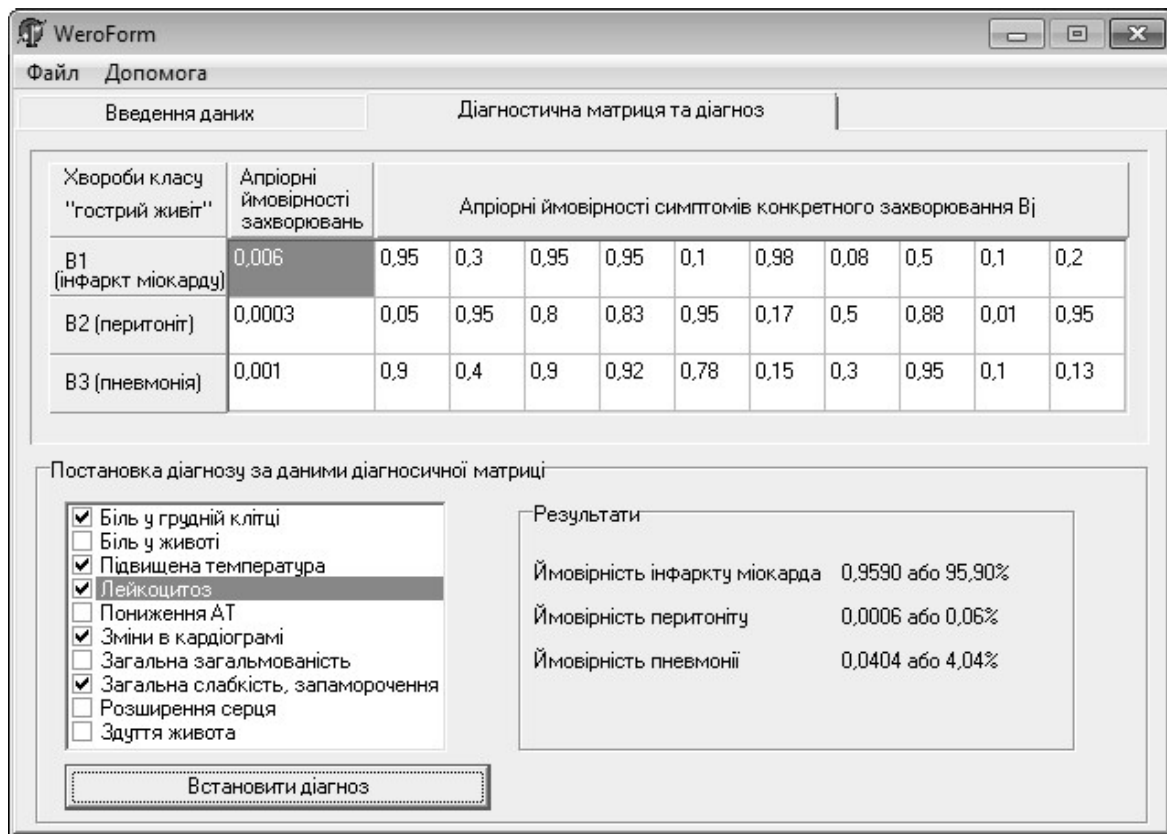 WeroForm
Файл Допомога
Введення даних Діагностична матриця та діагноз
Хвороби класу "гострий живіт"
Апріорні ймовірності захворювань
Апріорні ймовірності симптомів конкретного захворювання Bj
B1 (інфаркт міокарду) 0,006 0,95 0,3 0,95 0,95 0,1 0,98 0,08 0,5 0,1 0,2
B2 (перитоніт) 0,0003 0,05 0,95 0,8 0,83 0,95 0,17 0,5 0,88 0,01 0,95
B3 (пневмонія) 0,001 0,9 0,4 0,9 0,92 0,78 0,15 0,3 0,95 0,1 0,13
Постановка діагнозу за даними діагносичної матриці
Біль у грудній клітці
Біль у животі
Підвищена температура
Лейкоцитоз
Пониження АТ
Зміни в кардіограмі
Загальна загальмованість
Загальна слабкість, запаморочення
Розширення серця
Здуття живота
Встановити діагноз
Результати
Ймовірність інфаркту міокарда 0,9590 або 95,90%
Ймовірність перитоніту 0,0006 або 0,06%
Ймовірність пневмонії 0,0404 або 4,04%